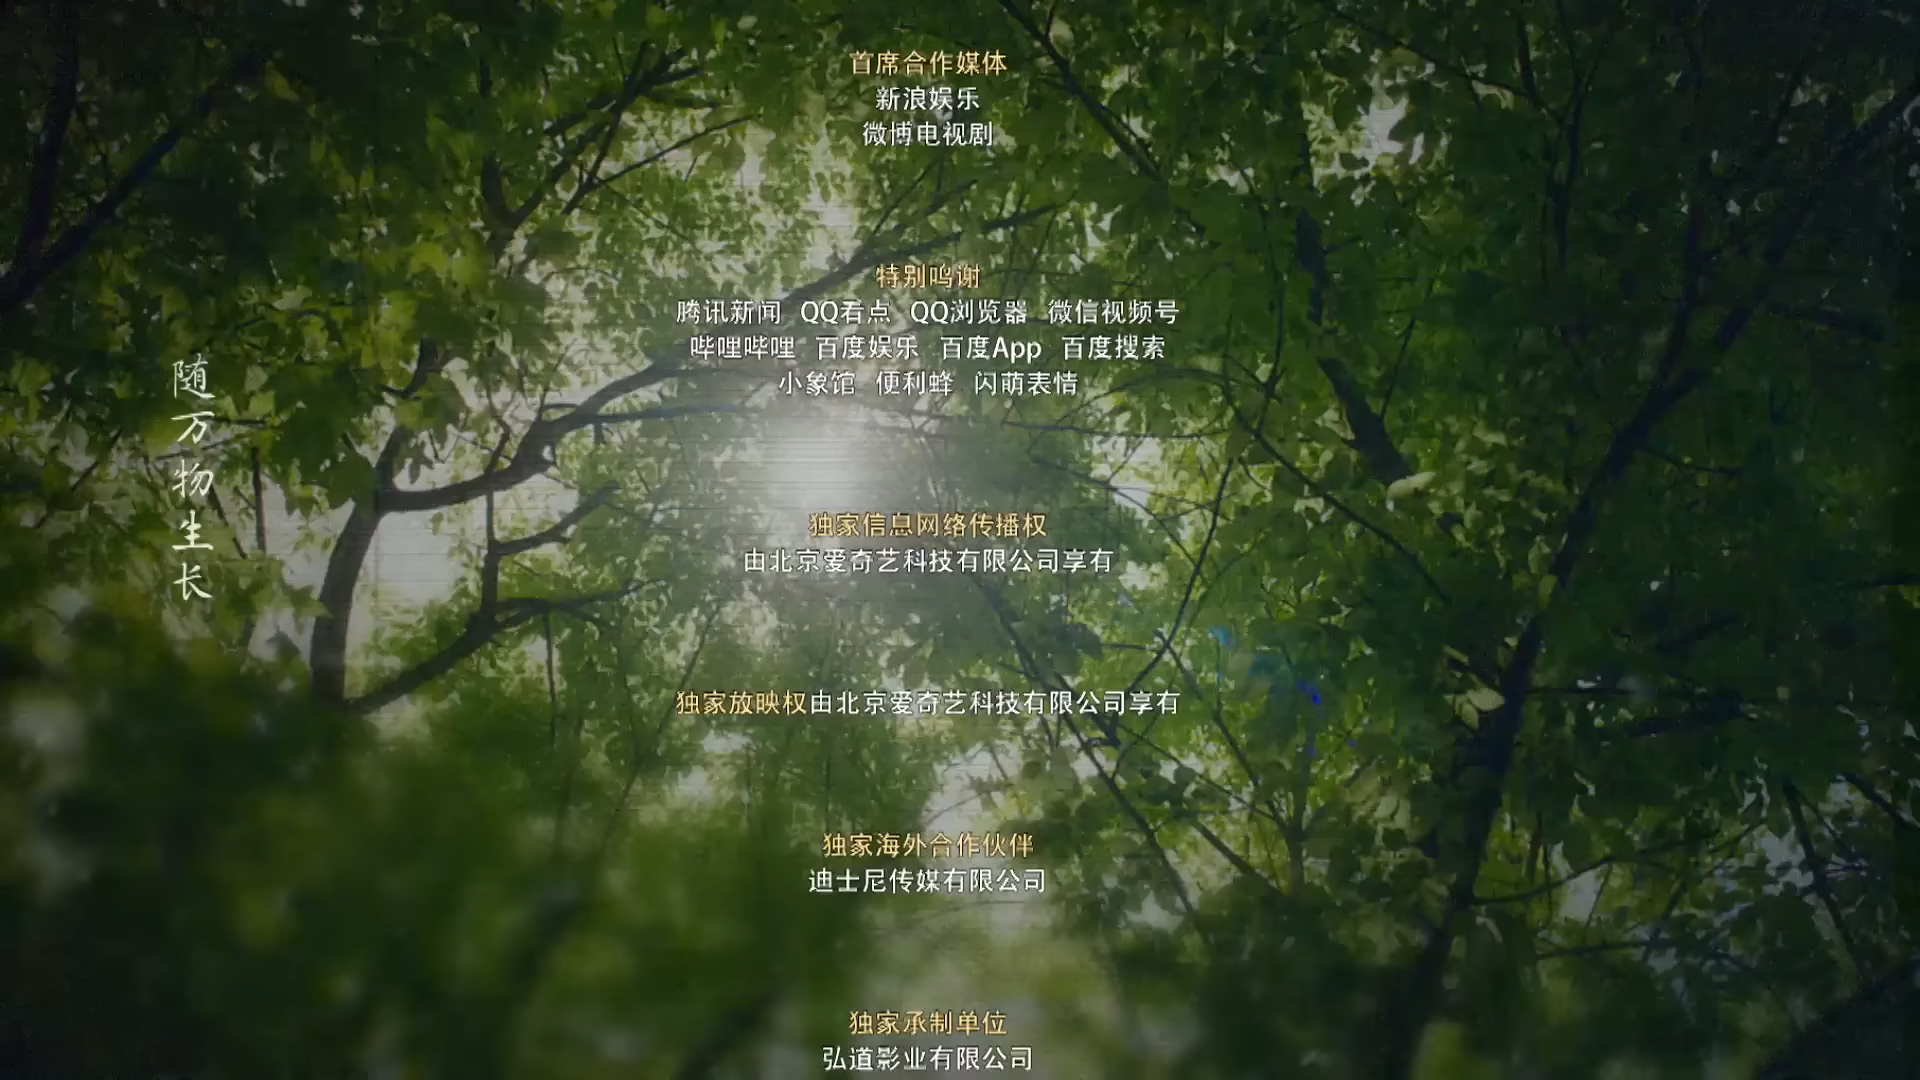 首席合作媒体
新浪娱乐
微博电视剧
特别鸣谢
腾讯新闻 QQ看点 QQ浏览器 微信视频号
哔哩哔哩 百度娱乐 百度App 百度搜索
小象馆 便利蜂 闪萌表情
随万物生长
独家信息网络传播权
由北京爱奇艺科技有限公司享有
独家放映权由北京爱奇艺科技有限公司享有
独家海外合作伙伴
迪士尼传媒有限公司
独家承制单位
弘道影业有限公司